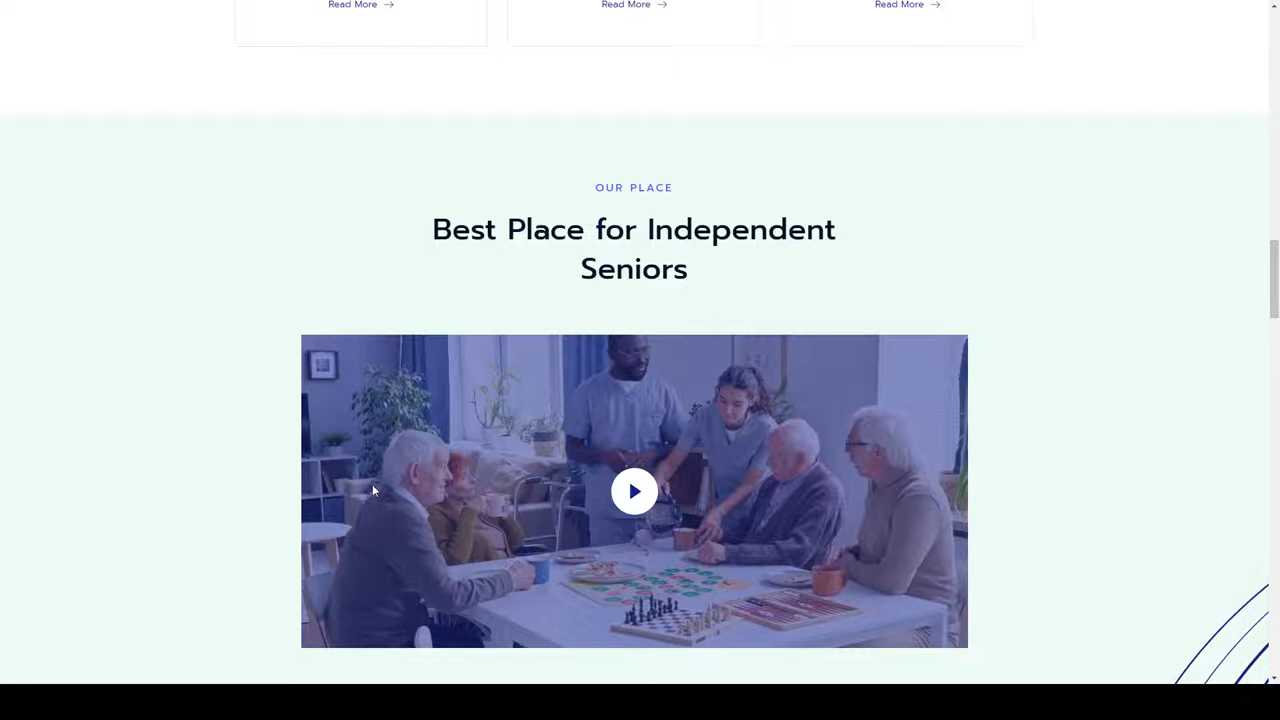 Read More
Read More
Read More
OUR PLACE
Best Place for Independent
Seniors